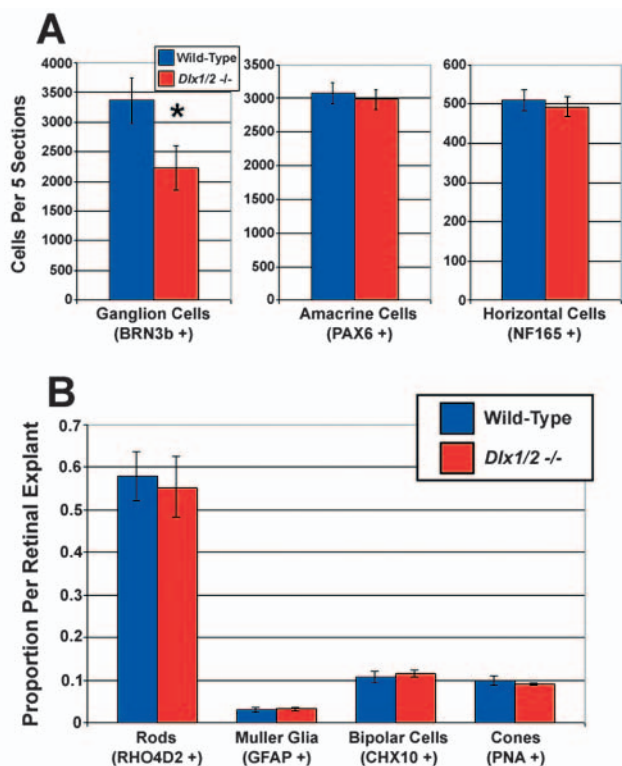 A
Wild-Type
Dlx1/2 -/-
*
Cells Per 5 Sections
4000
3500
3000
2500
2000
1500
1000
500
0
Ganglion Cells
(BRN3b +)
3500
3000
2500
2000
1500
1000
500
0
Amacrine Cells
(PAX6 +)
600
500
400
300
200
100
0
Horizontal Cells
(NF165 +)
B
Wild-Type
Dlx1/2 -/-
Proportion Per Retinal Explant
0.7
0.6
0.5
0.4
0.3
0.2
0.1
0
Rods
(RHO4D2 +)
Muller Glia
(GFAP +)
Bipolar Cells
(CHX10 +)
Cones
(PNA +)